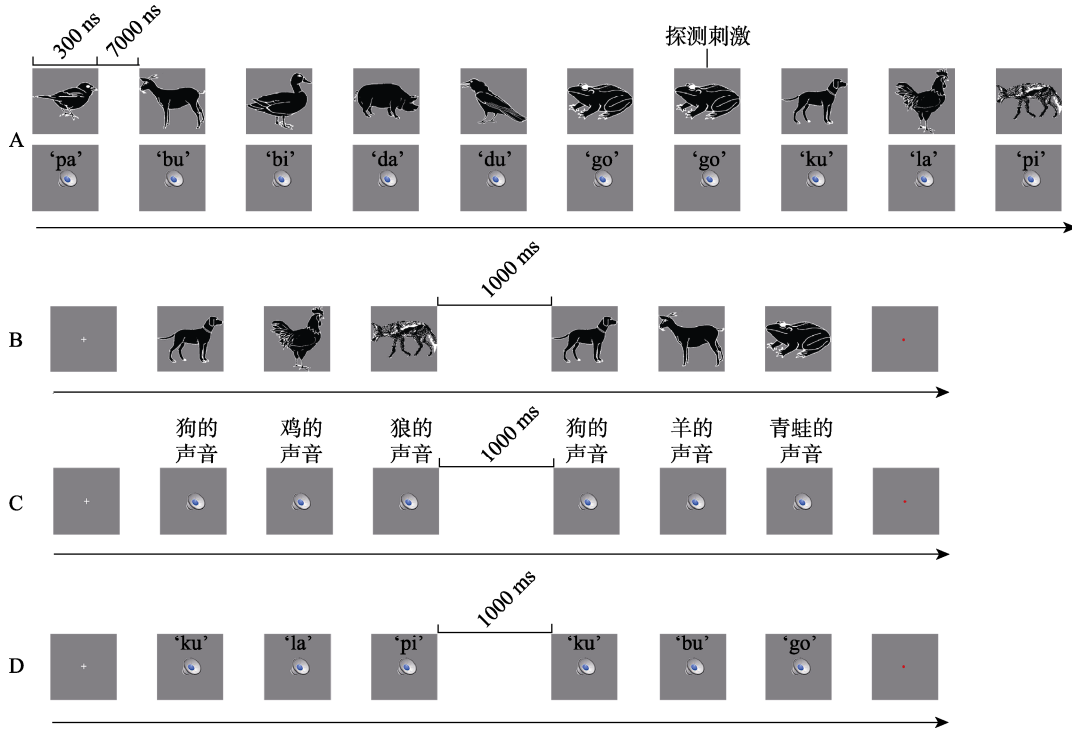 300 ns
7000 ns
探测刺激
A
'pa' 'bu' 'bi' 'da' 'du' 'go' 'go' 'ku' 'la' 'pi'
1000 ms
B
狗的 鸡的 狼的 1000 ms 狗的 羊的 青蛙的
声音 声音 声音 声音 声音 声音
C
1000 ms
D
'ku' 'la' 'pi' 'ku' 'bu' 'go'